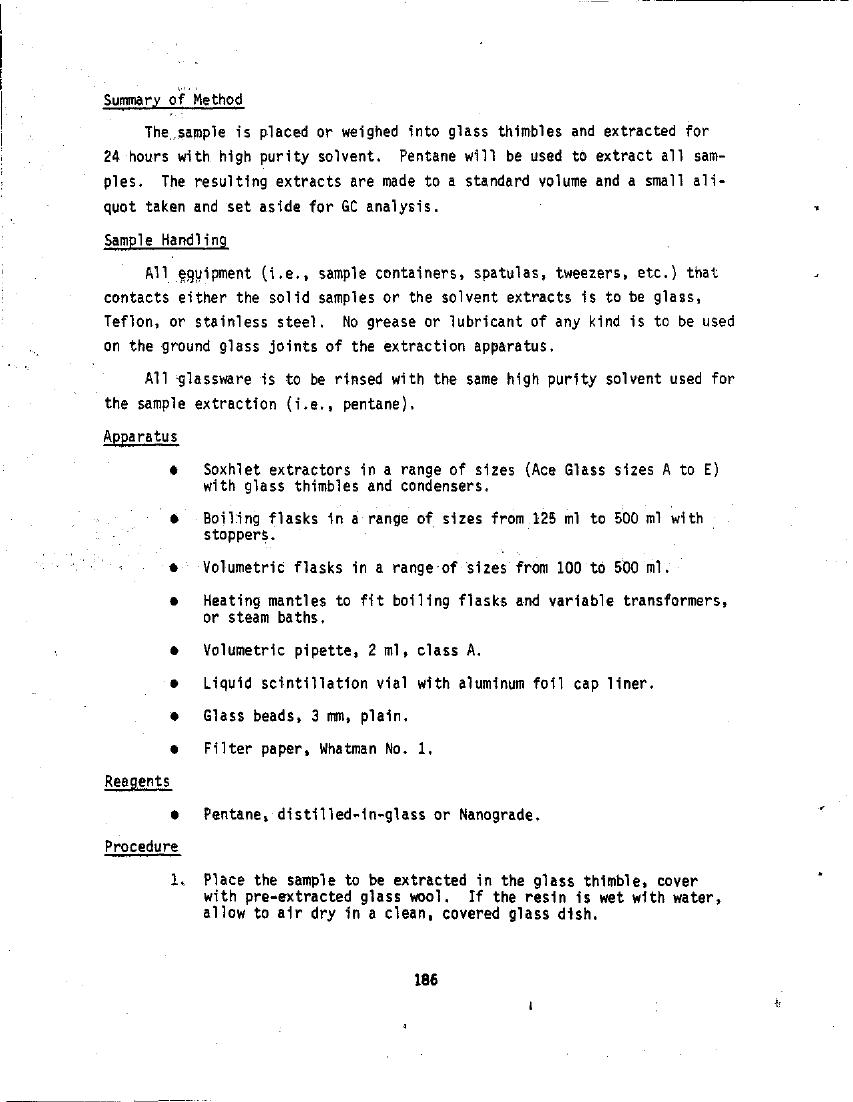 Summary of Method
The sample is placed or weighed into glass thimbles and extracted for
24 hours with high purity solvent. Pentane will be used to extract all sam-
ples. The resulting extracts are made to a standard volume and a small ali-
quot taken and set aside for GC analysis.
Sample Handling
All equipment (i.e., sample containers, spatulas, tweezers, etc.) that
contacts either the solid samples or the solvent extracts is to be glass,
Teflon, or stainless steel. No grease or lubricant of any kind is to be used
on the ground glass joints of the extraction apparatus.
All glassware is to be rinsed with the same high purity solvent used for
the sample extraction (i.e., pentane).
Apparatus
● Soxhlet extractors in a range of sizes (Ace Glass sizes A to E)
with glass thimbles and condensers.
● Boiling flasks in a range of sizes from 125 ml to 500 ml with
stoppers.
● Volumetric flasks in a range of sizes from 100 to 500 ml.
● Heating mantles to fit boiling flasks and variable transformers,
or steam baths.
● Volumetric pipette, 2 ml, class A.
● Liquid scintillation vial with aluminum foil cap liner.
● Glass beads, 3 mm, plain.
● Filter paper, Whatman No. 1.
Reagents
● Pentane, distilled-in-glass or Nanograde.
Procedure
1. Place the sample to be extracted in the glass thimble, cover
with pre-extracted glass wool. If the resin is wet with water,
allow to air dry in a clean, covered glass dish.
186